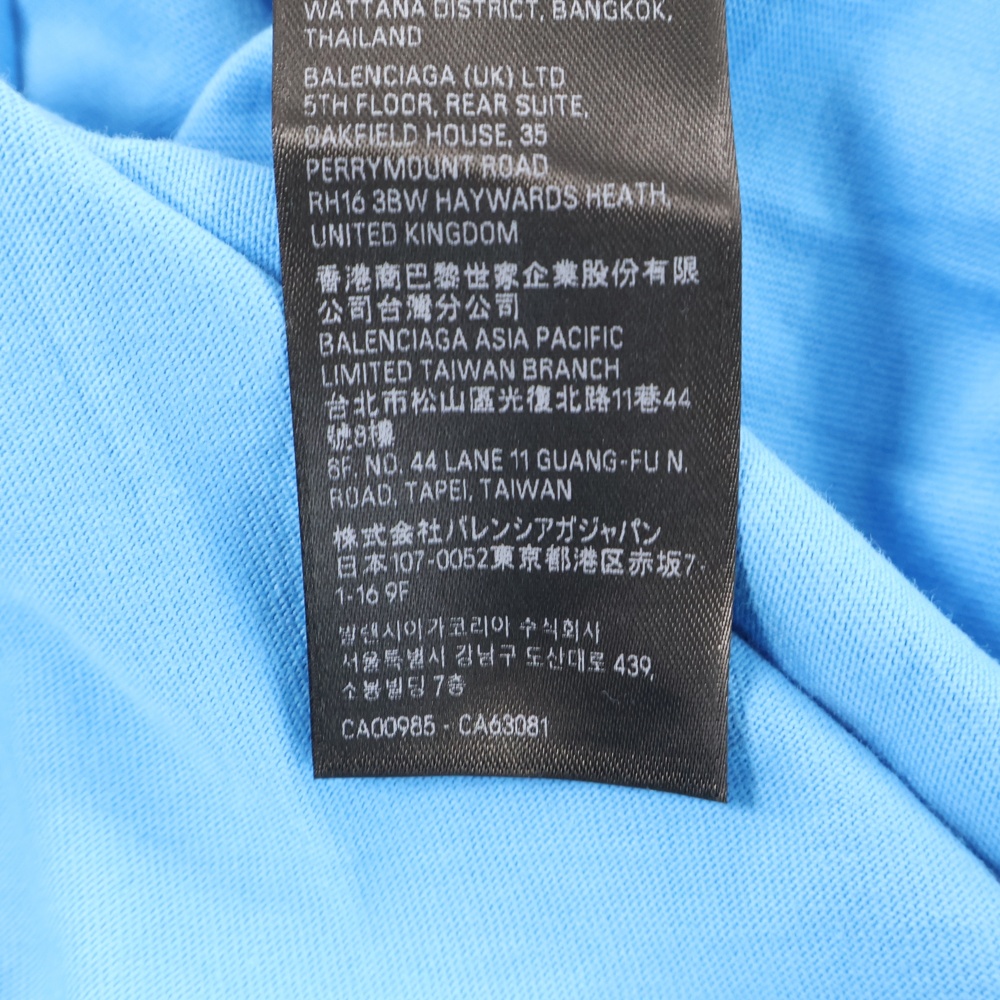 WATTANA DISTRICT, BANGKOK,
THAILAND
BALENCIAGA (UK) LTD
5TH FLOOR, REAR SUITE,
OAKFIELD HOUSE, 35
PERRYMOUNT ROAD
RH16 3BW HAYWARDS HEATH,
UNITED KINGDOM
香港商巴黎世家企業股份有限
公司台灣分公司
BALENCIAGA ASIA PACIFIC
LIMITED TAIWAN BRANCH
台北市松山區光復北路11巷44
號8樓
8F, NO. 44 LANE 11 GUANG-FU N.
ROAD, TAPEI, TAIWAN
株式会社バレンシアガジャパン
日本107-0052東京都港区赤坂7-
1-16 9F
발렌시아가코리아 주식회사
서울특별시 강남구 도산대로 439,
소봉빌딩 7층
CA00985 - CA63081